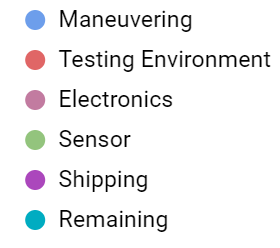 Maneuvering
Testing Environment
Electronics
Sensor
Shipping
Remaining